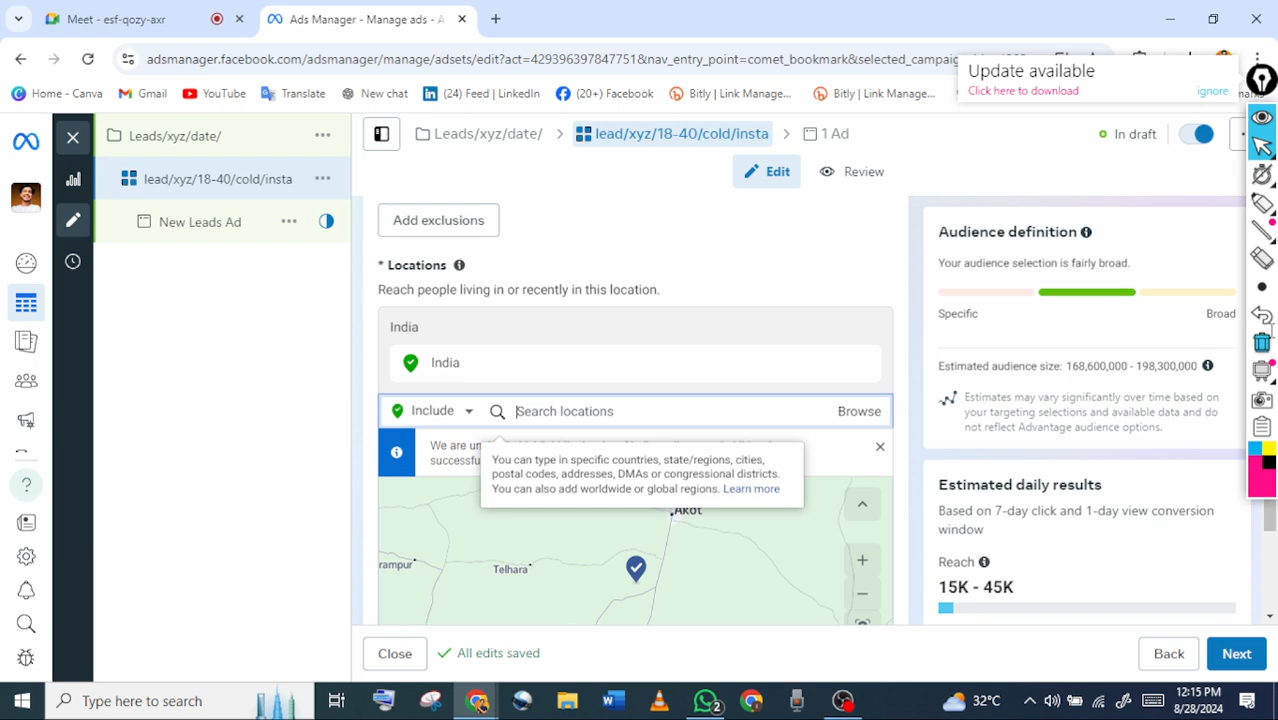 Meet - esf-qozy-axr
Ads Manager - Manage ads - A
adsmanager.facebook.com/adsmanager/manage/adsets/edit?act=429396397847751&nav_entry_point=comet_bookmark&selected_campaig
Update available
Click here to download
ignore
Home - Canva
Gmail
YouTube
Translate
New chat
(24) Feed | LinkedIn
(20+) Facebook
Bitly | Link Manage...
Bitly | Link Manage...
Leads/xyz/date/
lead/xyz/18-40/cold/insta
New Leads Ad
Leads/xyz/date/
lead/xyz/18-40/cold/insta
1 Ad
In draft
Edit
Review
Add exclusions
* Locations
Reach people living in or recently in this location.
India
India
Include
Search locations
Browse
We are un
successfu
You can type in specific countries, state/regions, cities,
postal codes, addresses, DMAs or congressional districts.
You can also add worldwide or global regions. Learn more
Akot
Telhara
rampur
Audience definition
Your audience selection is fairly broad.
Specific
Broad
Estimated audience size: 168,600,000 - 198,300,000
Estimates may vary significantly over time based on
your targeting selections and available data and do
not reflect Advantage audience options.
Estimated daily results
Based on 7-day click and 1-day view conversion
window
Reach
15K - 45K
Close
All edits saved
Back
Next
Type here to search
2
32°C
12:15 PM
8/28/2024